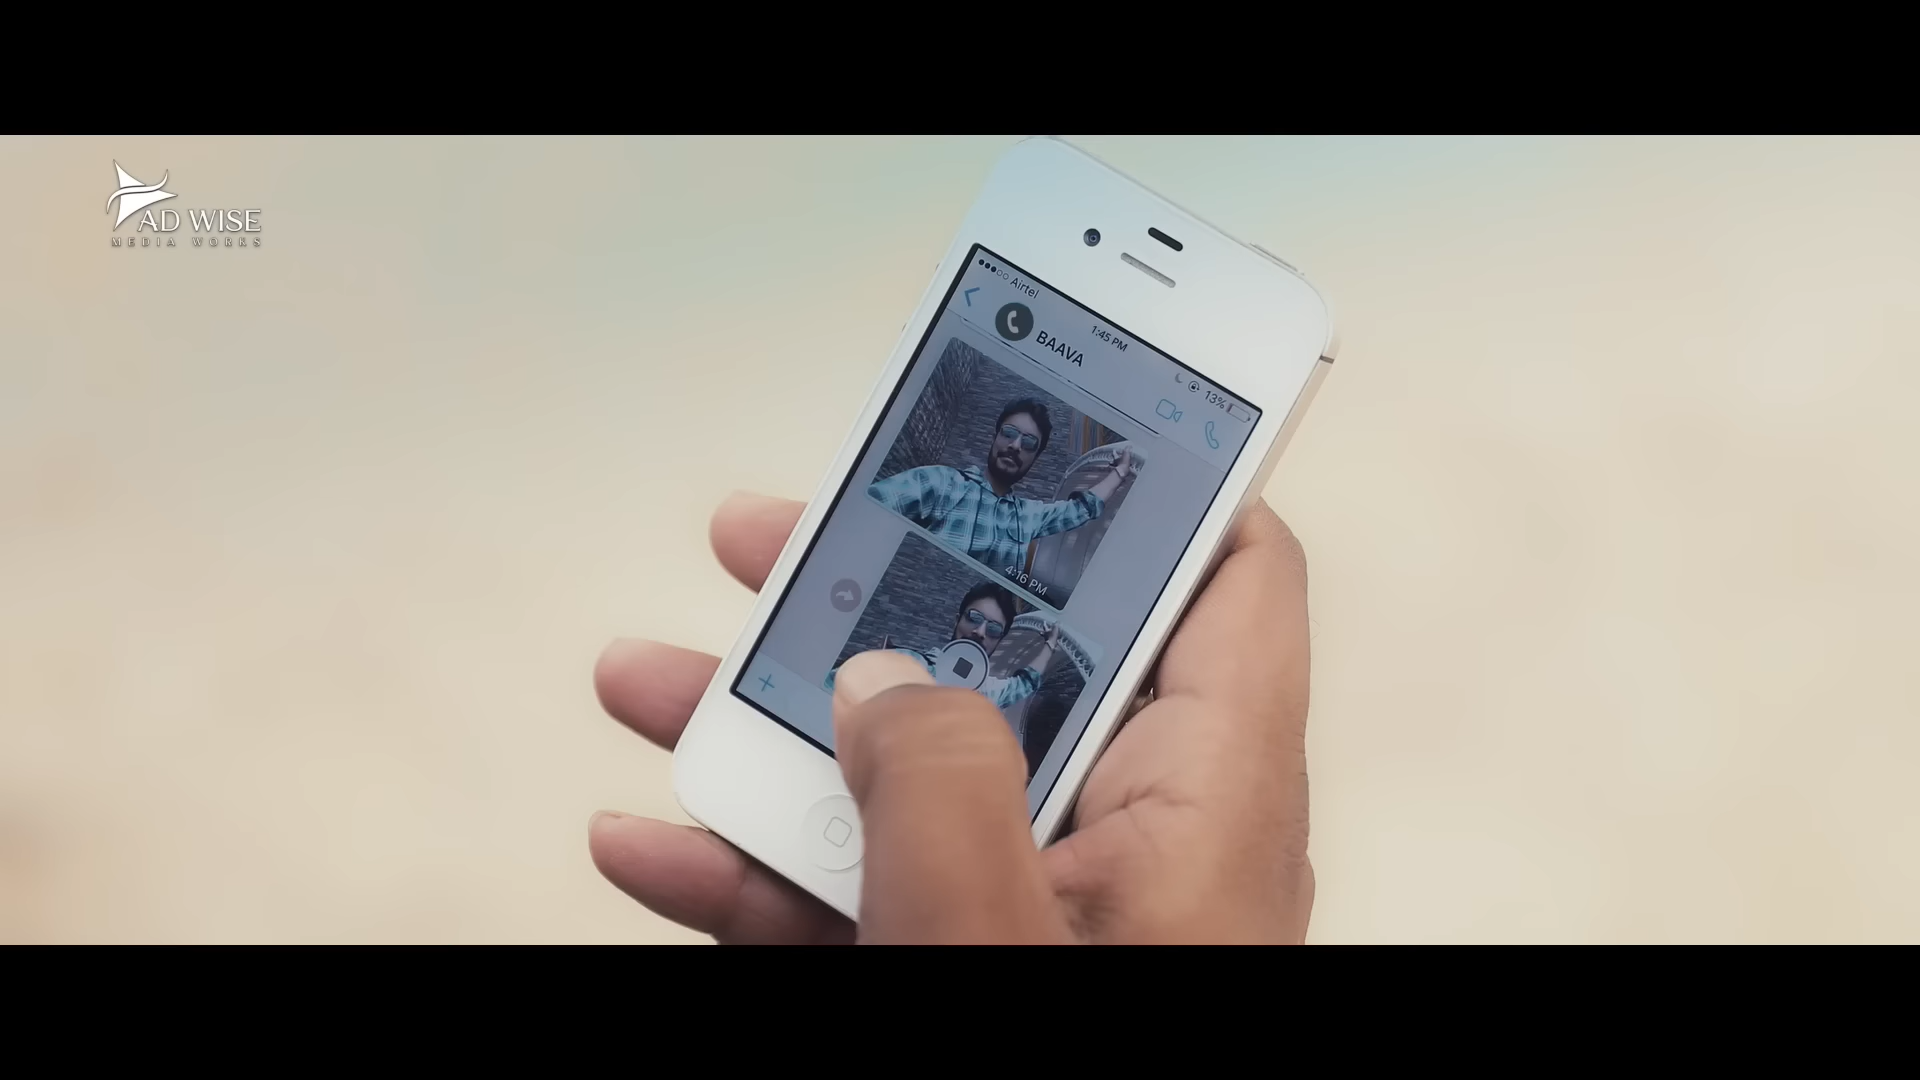 AD WISE
MEDIA WORKS
Airtel
1:45 PM
13%
BAAVA
4:16 PM